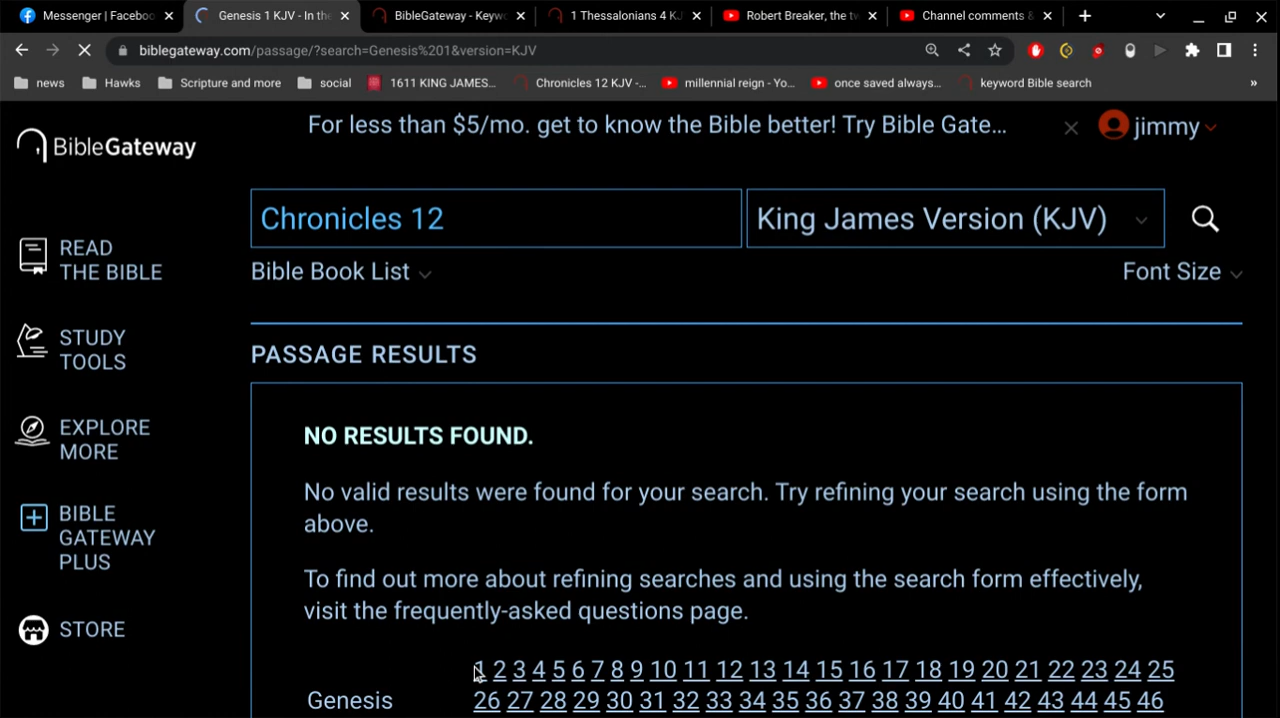 Messenger | Faceboo
Genesis 1 KJV - In the
BibleGateway - Keyw
1 Thessalonians 4 KJ
Robert Breaker, the tw
Channel comments &
biblegateway.com/passage/?search=Genesis%201&version=KJV
news
Hawks
Scripture and more
social
1611 KING JAMES...
Chronicles 12 KJV -...
millennial reign - Yo...
once saved always...
keyword Bible search
»
For less than $5/mo. get to know the Bible better! Try Bible Gate...
jimmy
BibleGateway
Chronicles 12
King James Version (KJV)
Bible Book List
Font Size
READ
THE BIBLE
STUDY
TOOLS
EXPLORE
MORE
BIBLE
GATEWAY
PLUS
STORE
PASSAGE RESULTS
NO RESULTS FOUND.
No valid results were found for your search. Try refining your search using the form
above.
To find out more about refining searches and using the search form effectively,
visit the frequently-asked questions page.
Genesis
1 2 3 4 5 6 7 8 9 10 11 12 13 14 15 16 17 18 19 20 21 22 23 24 25
26 27 28 29 30 31 32 33 34 35 36 37 38 39 40 41 42 43 44 45 46